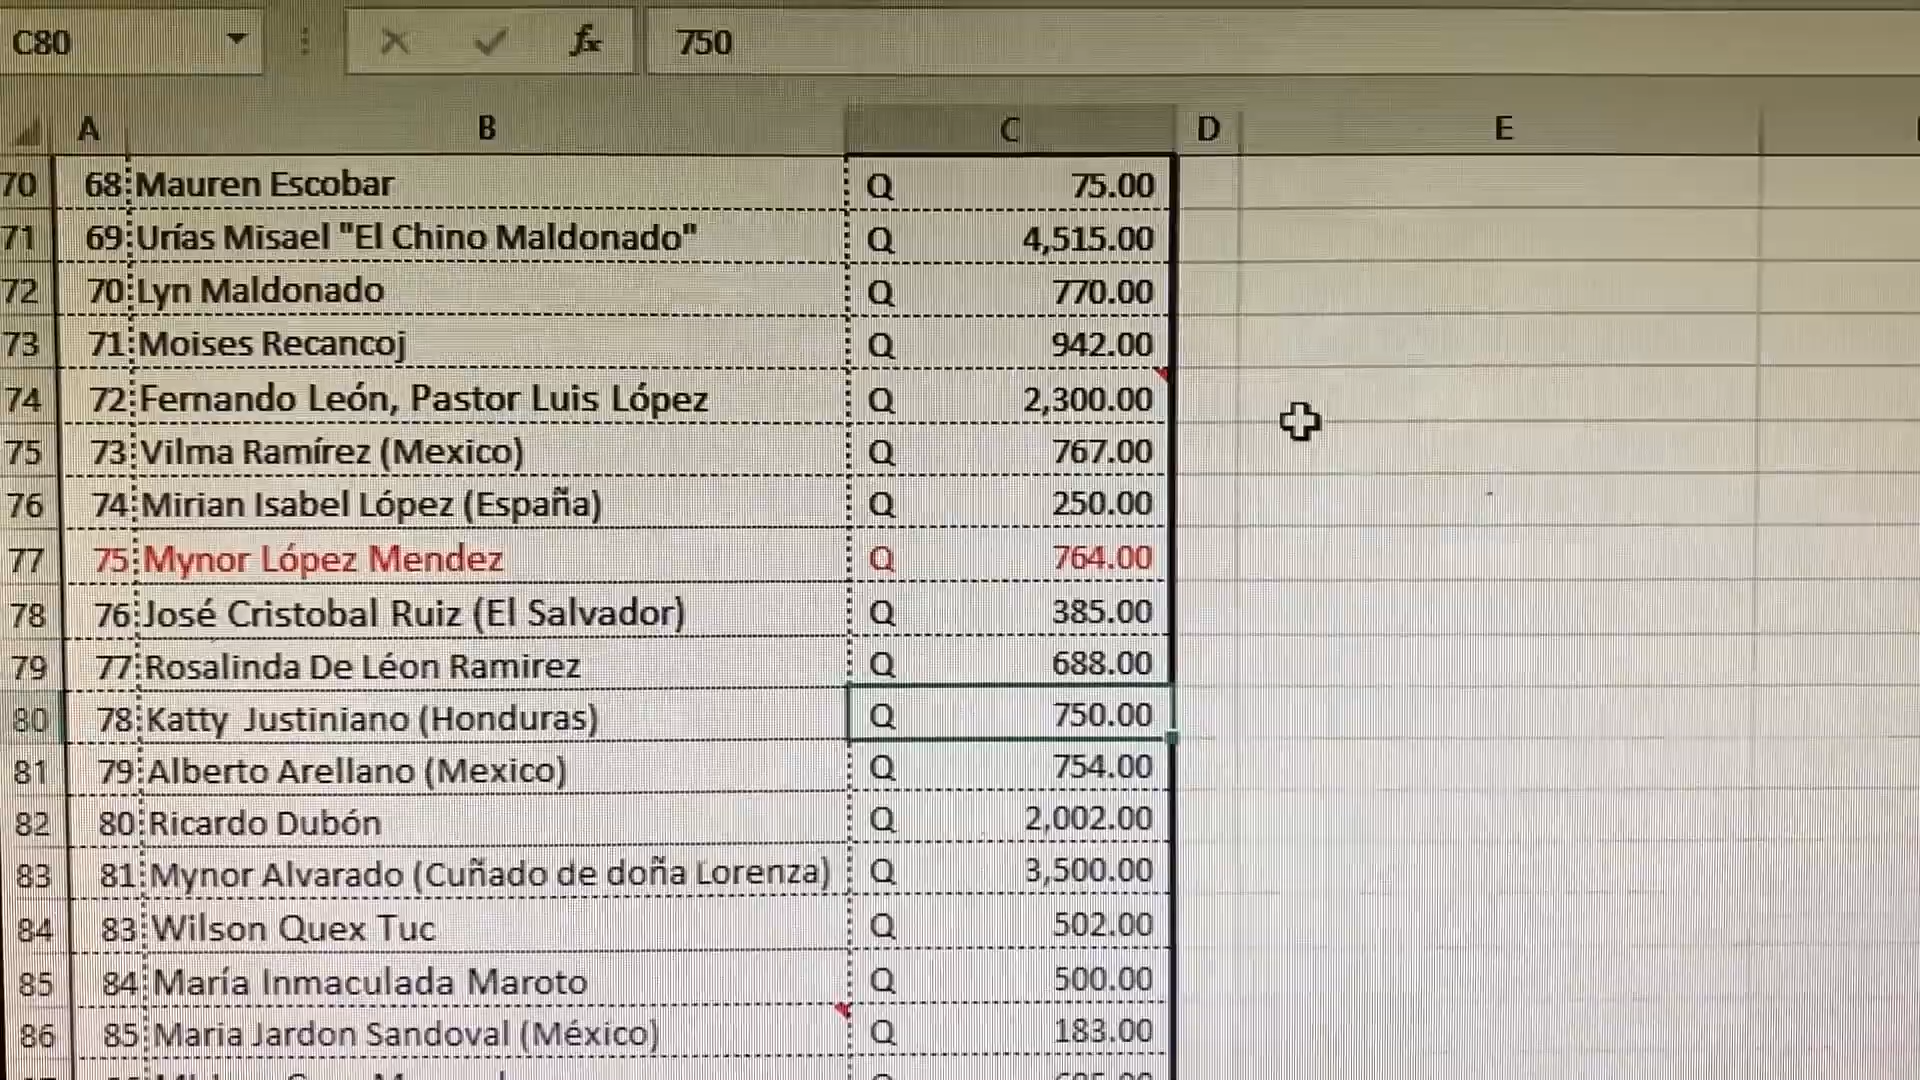 C80 fx 750
A B C D E
70 68 Mauren Escobar Q 75.00
71 69 Urías Misael "El Chino Maldonado" Q 4,515.00
72 70 Lyn Maldonado Q 770.00
73 71 Moises Recancoj Q 942.00
74 72 Fernando León, Pastor Luis López Q 2,300.00
75 73 Vilma Ramírez (Mexico) Q 767.00
76 74 Mirian Isabel López (España) Q 250.00
77 75 Mynor López Mendez Q 764.00
78 76 José Cristobal Ruiz (El Salvador) Q 385.00
79 77 Rosalinda De Léon Ramirez Q 688.00
80 78 Katty Justiniano (Honduras) Q 750.00
81 79 Alberto Arellano (Mexico) Q 754.00
82 80 Ricardo Dubón Q 2,002.00
83 81 Mynor Alvarado (Cuñado de doña Lorenza) Q 3,500.00
84 83 Wilson Quex Tuc Q 502.00
85 84 María Inmaculada Maroto Q 500.00
86 85 Maria Jardon Sandoval (México) Q 183.00